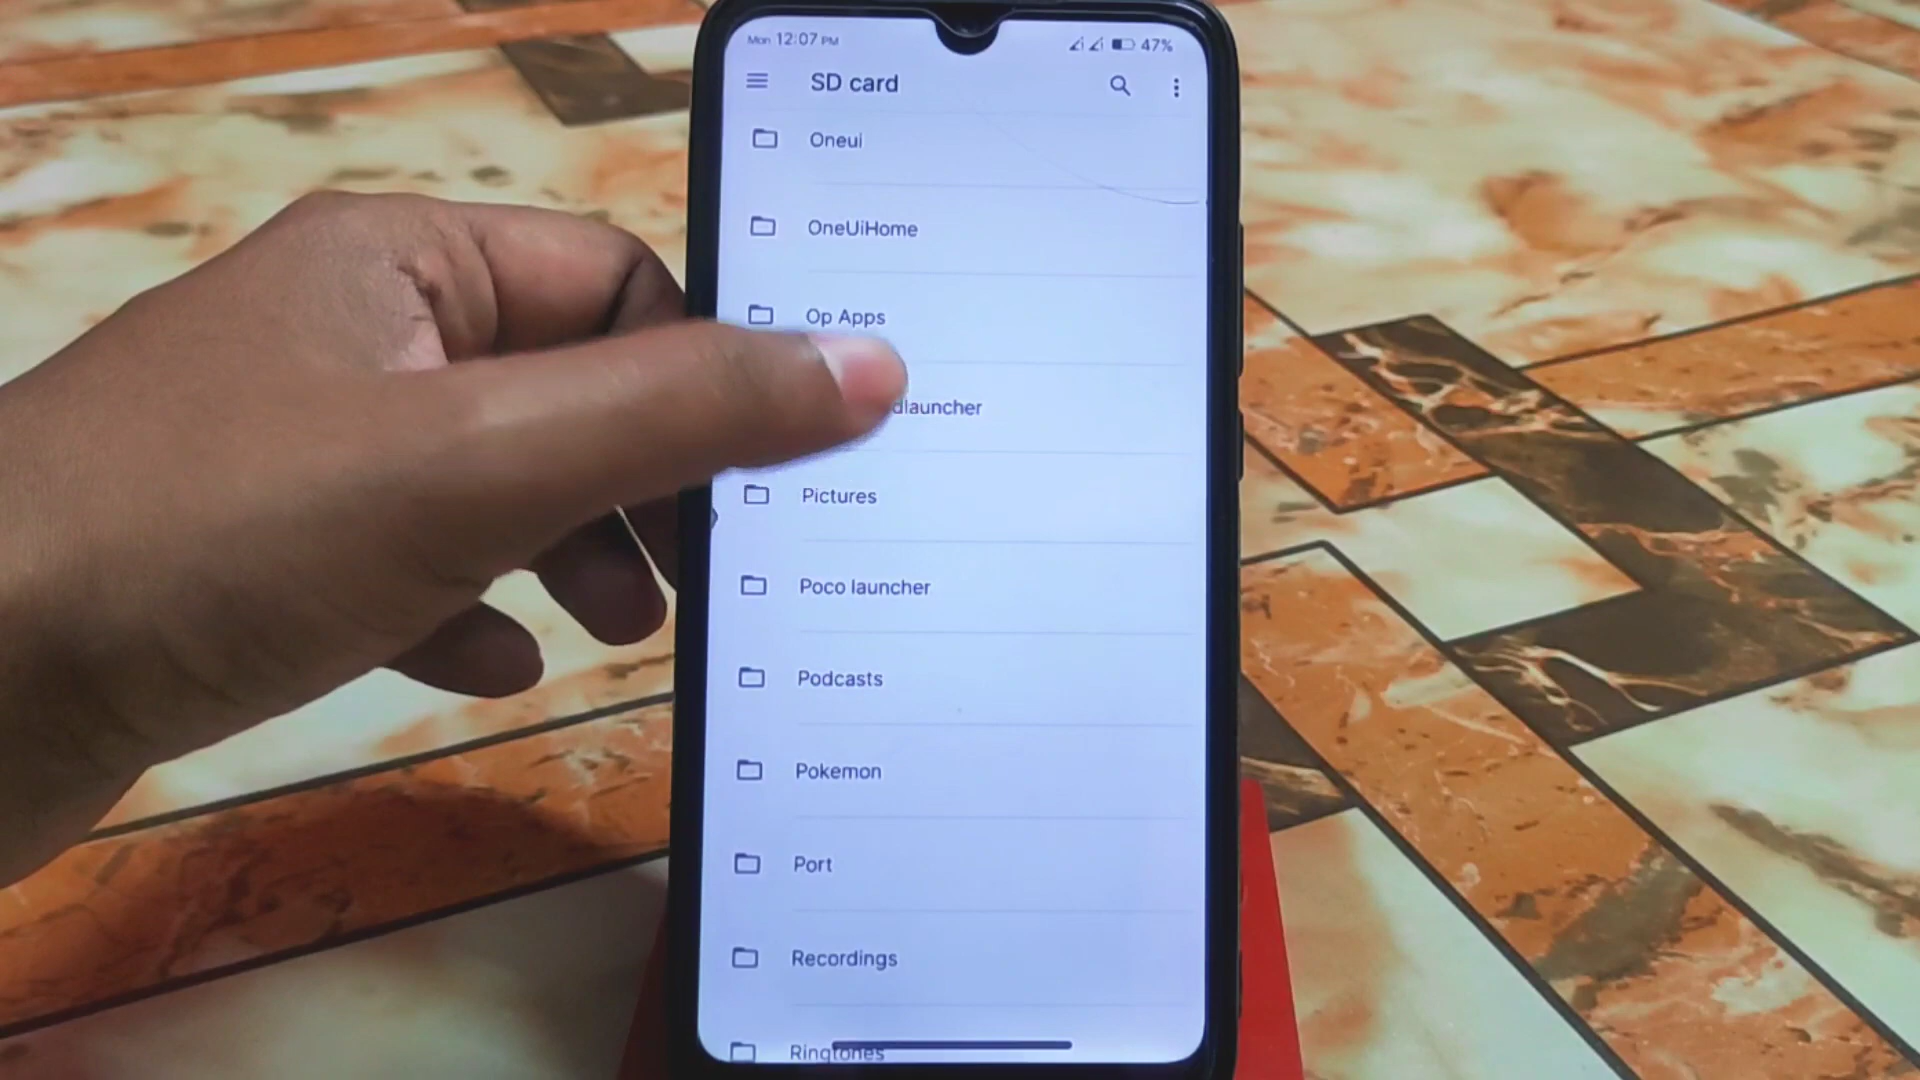 Mon 12:07 PM
47%
SD card
Oneui
OneUiHome
Op Apps
Pictures
Poco launcher
Podcasts
Pokemon
Port
Recordings
Ringtones